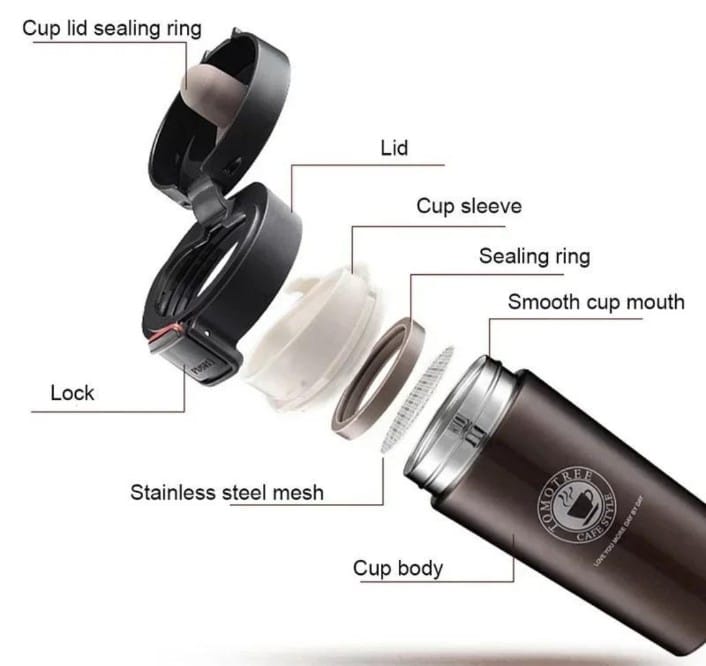 Cup lid sealing ring
Lid
Cup sleeve
Sealing ring
Smooth cup mouth
Lock
PUSH
Stainless steel mesh
TOMOTREE
CAFE STYLE
LOVE YOU MORE DAY BY DAY
Cup body